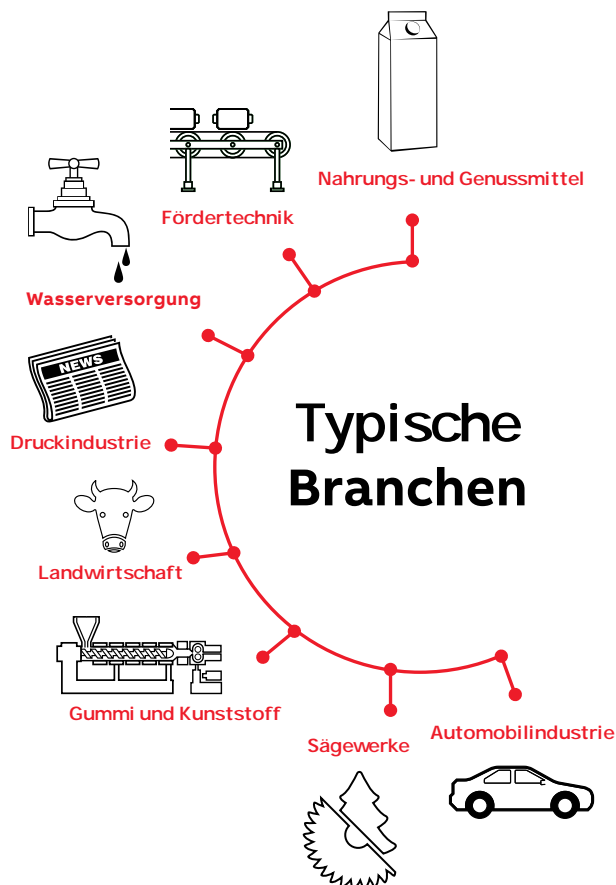 Nahrungs- und Genussmittel
Fördertechnik
Wasserversorgung
NEWS
Druckindustrie
Typische
Branchen
Landwirtschaft
Gummi und Kunststoff
Sägewerke
Automobilindustrie